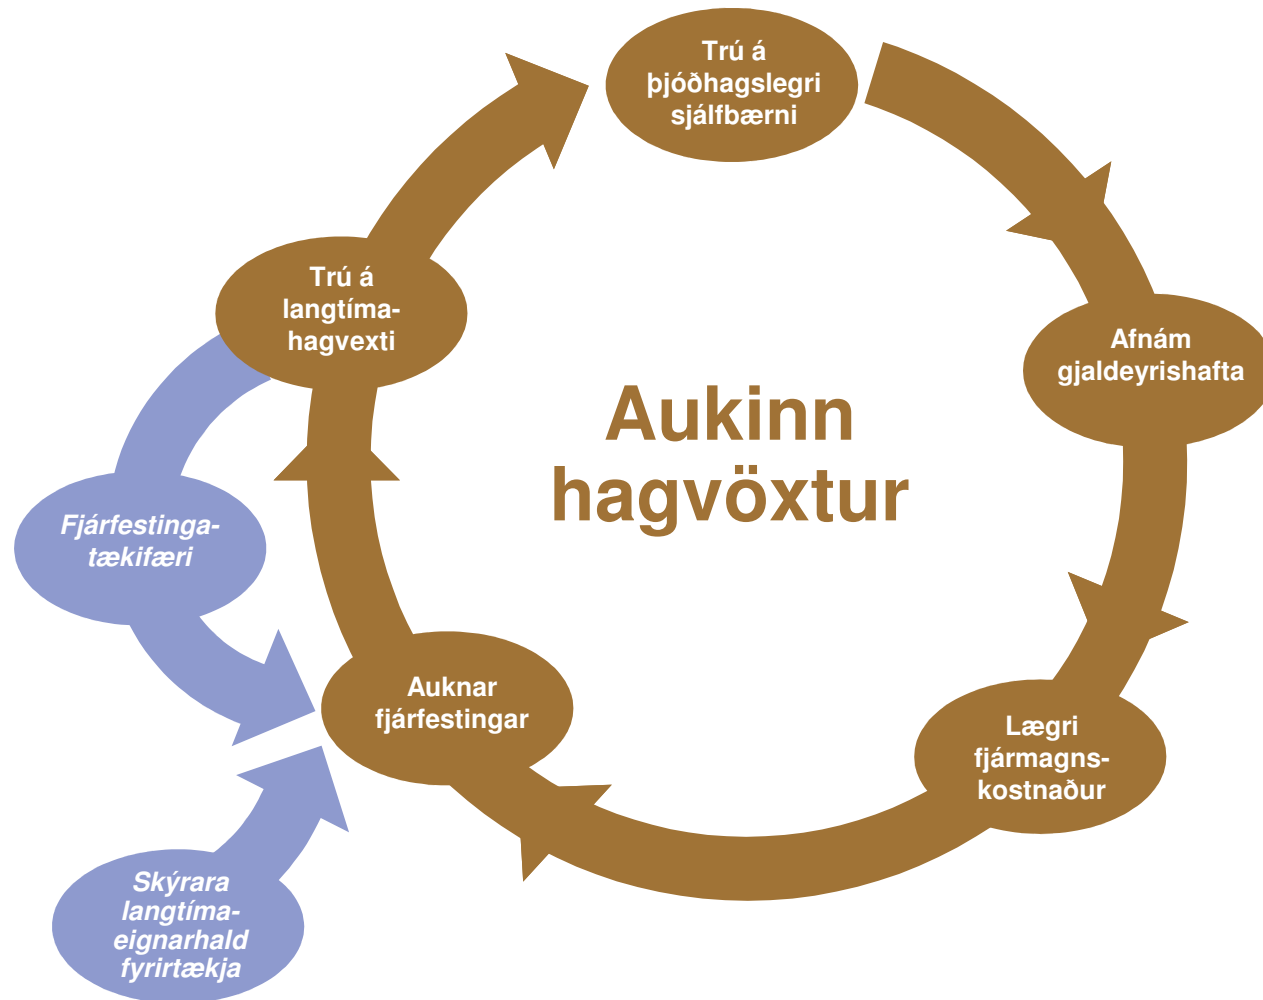 Trú á
þjóðhagslegri
sjálfbærni
Afnám
gjaldeyrishafta
Lægri
fjármagns-
kostnaður
Auknar
fjárfestingar
Trú á
langtíma-
hagvexti
Aukinn
hagvöxtur
Fjárfestinga-
tækifæri
Skýrara
langtíma-
eignarhald
fyrirtækja